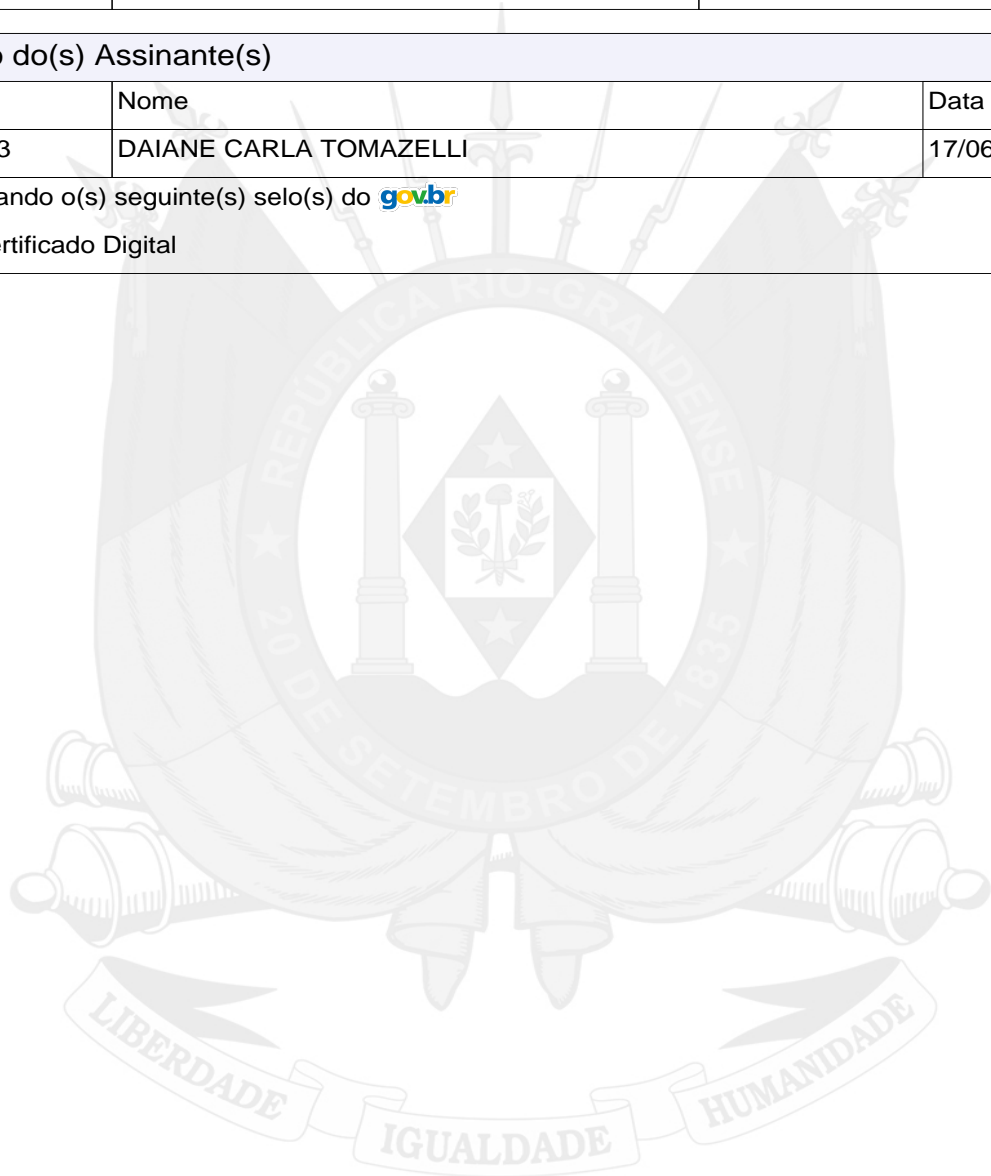 o do(s) Assinante(s)
Nome Data
3 DAIANE CARLA TOMAZELLI 17/06
ando o(s) seguinte(s) selo(s) do gov.br
rtificado Digital
REPÚBLICA RIO-GRANDENSE
20 DE SETEMBRO DE 1835
LIBERDADE IGUALDADE HUMANIDADE